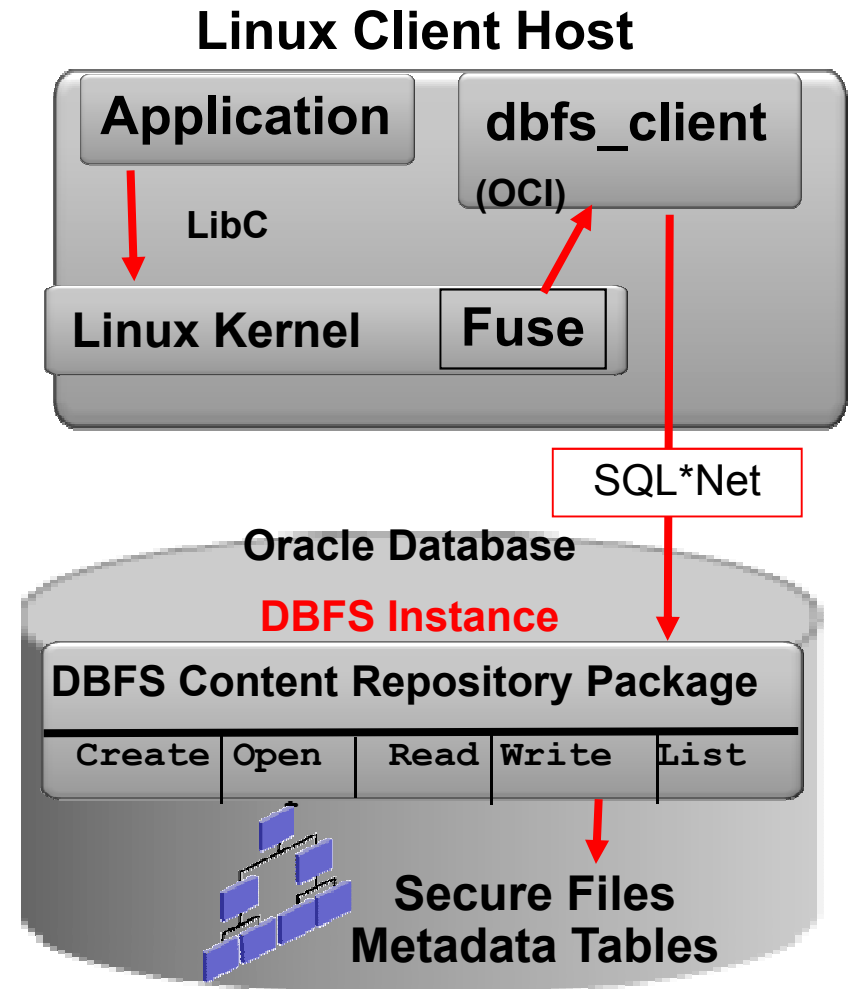 Linux Client Host
Application
dbfs_client
(OCI)
LibC
Linux Kernel
Fuse
SQL*Net
Oracle Database
DBFS Instance
DBFS Content Repository Package
Create Open Read Write List
Secure Files
Metadata Tables